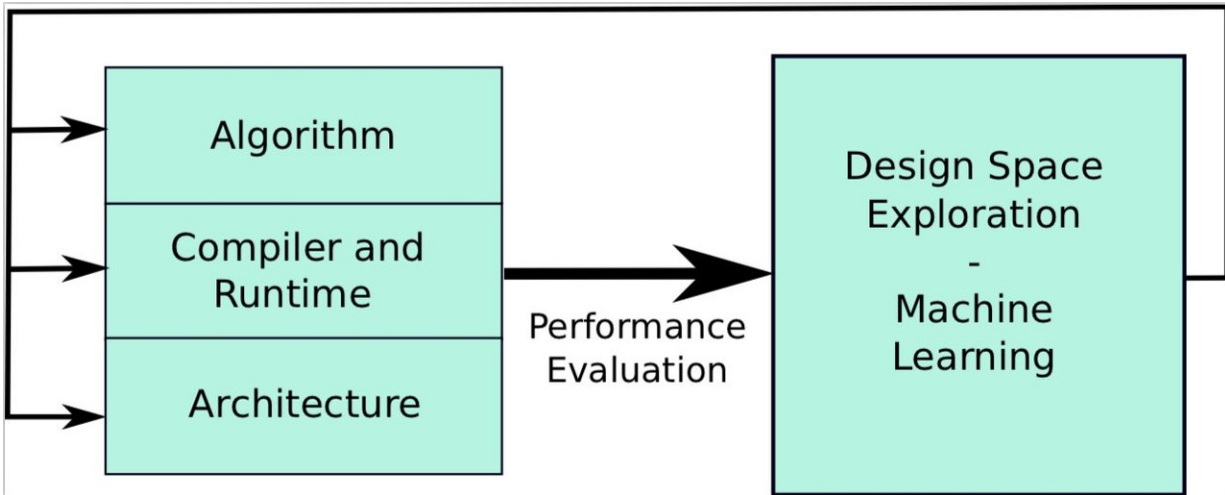 Algorithm
Compiler and
Runtime
Architecture
Performance
Evaluation
Design Space
Exploration
-
Machine
Learning